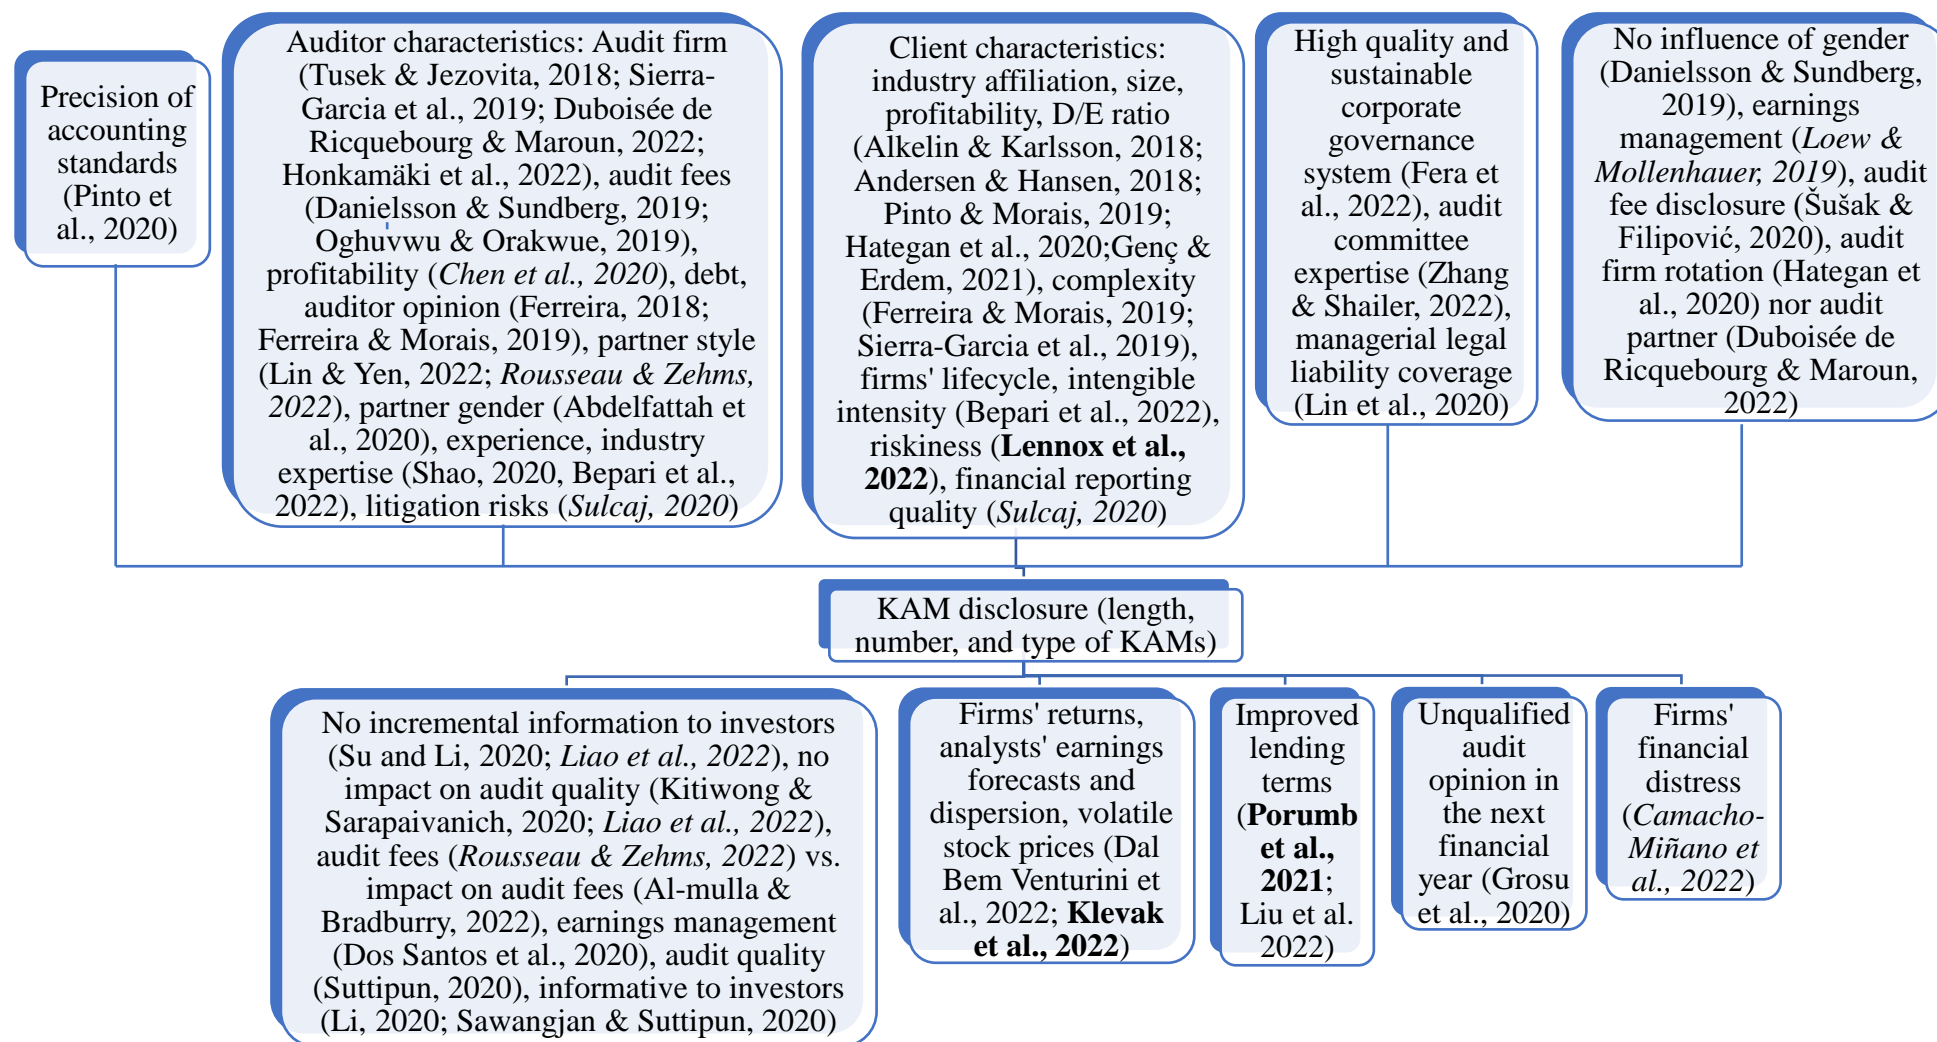 Precision of
accounting
standards
(Pinto et
al., 2020)
Auditor characteristics: Audit firm
(Tusek & Jezovita, 2018; Sierra-
Garcia et al., 2019; Duboisée de
Ricquebourg & Maroun, 2022;
Honkamäki et al., 2022), audit fees
(Danielsson & Sundberg, 2019;
Oghuvwu & Orakwue, 2019),
profitability (Chen et al., 2020), debt,
auditor opinion (Ferreira, 2018;
Ferreira & Morais, 2019), partner style
(Lin & Yen, 2022; Rousseau & Zehms,
2022), partner gender (Abdelfattah et
al., 2020), experience, industry
expertise (Shao, 2020, Bepari et al.,
2022), litigation risks (Sulcaj, 2020)
Client characteristics:
industry affiliation, size,
profitability, D/E ratio
(Alkelin & Karlsson, 2018;
Andersen & Hansen, 2018;
Pinto & Morais, 2019;
Hategan et al., 2020;Genç &
Erdem, 2021), complexity
(Ferreira & Morais, 2019;
Sierra-Garcia et al., 2019),
firms' lifecycle, intengible
intensity (Bepari et al., 2022),
riskiness (Lennox et al.,
2022), financial reporting
quality (Sulcaj, 2020)
High quality and
sustainable
corporate
governance
system (Fera et
al., 2022), audit
committee
expertise (Zhang
& Shailer, 2022),
managerial legal
liability coverage
(Lin et al., 2020)
No influence of gender
(Danielsson & Sundberg,
2019), earnings
management (Loew &
Mollenhauer, 2019), audit
fee disclosure (Šušak &
Filipović, 2020), audit
firm rotation (Hategan et
al., 2020) nor audit
partner (Duboisée de
Ricquebourg & Maroun,
2022)
KAM disclosure (length,
number, and type of KAMs)
No incremental information to investors
(Su and Li, 2020; Liao et al., 2022), no
impact on audit quality (Kitiwong &
Sarapaivanich, 2020; Liao et al., 2022),
audit fees (Rousseau & Zehms, 2022) vs.
impact on audit fees (Al-mulla &
Bradburry, 2022), earnings management
(Dos Santos et al., 2020), audit quality
(Suttipun, 2020), informative to investors
(Li, 2020; Sawangjan & Suttipun, 2020)
Firms' returns,
analysts' earnings
forecasts and
dispersion, volatile
stock prices (Dal
Bem Venturini et
al., 2022; Klevak
et al., 2022)
Improved
lending
terms
(Porumb
et al.,
2021;
Liu et al.
2022)
Unqualified
audit
opinion in
the next
financial
year (Grosu
et al., 2020)
Firms'
financial
distress
(Camacho-
Miñano et
al., 2022)